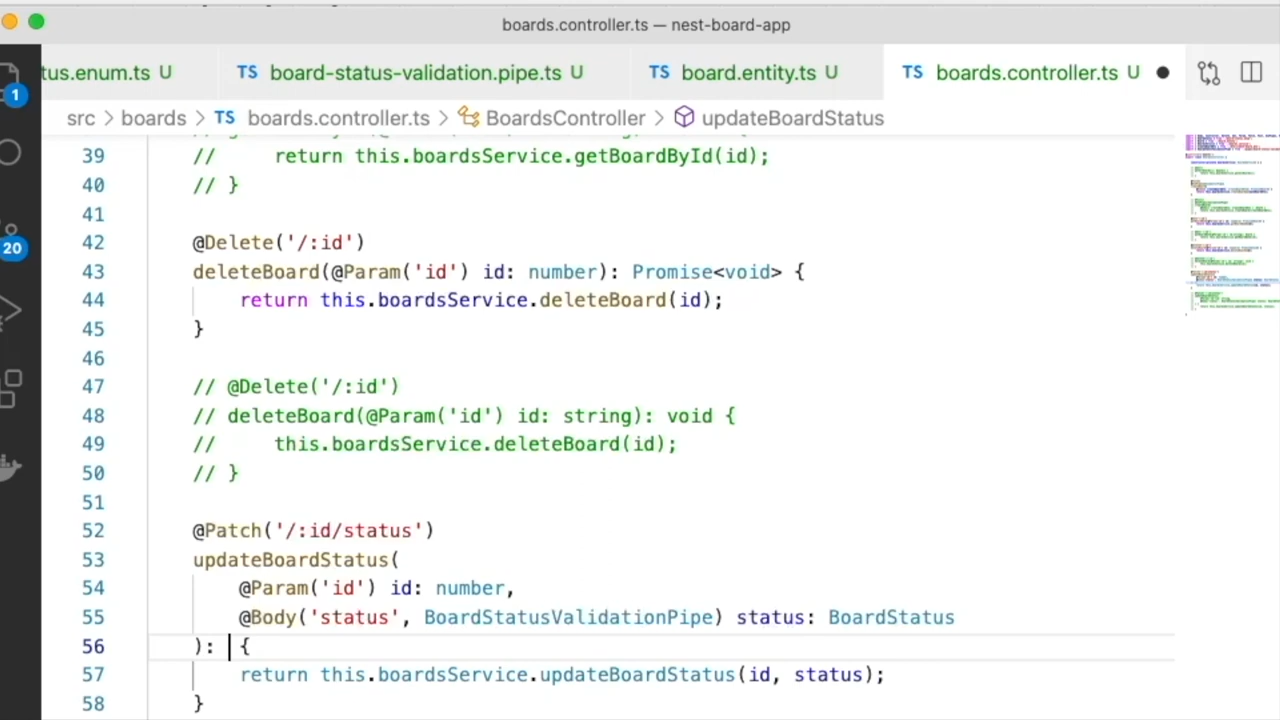 boards.controller.ts — nest-board-app
tus.enum.ts U
TS board-status-validation.pipe.ts U
TS board.entity.ts U
TS boards.controller.ts U
src > boards > TS boards.controller.ts > BoardsController > updateBoardStatus
1
20
39 //     return this.boardsService.getBoardById(id);
40 // }
41
42 @Delete('/:id')
43 deleteBoard(@Param('id') id: number): Promise<void> {
44     return this.boardsService.deleteBoard(id);
45 }
46
47 // @Delete('/:id')
48 // deleteBoard(@Param('id') id: string): void {
49 //     this.boardsService.deleteBoard(id);
50 // }
51
52 @Patch('/:id/status')
53 updateBoardStatus(
54     @Param('id') id: number,
55     @Body('status', BoardStatusValidationPipe) status: BoardStatus
56 ): {
57     return this.boardsService.updateBoardStatus(id, status);
58 }